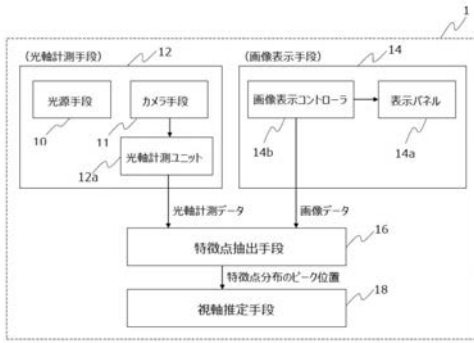 1
(光軸計測手段)
12
(画像表示手段)
14
光源手段
カメラ手段
画像表示コントローラ
表示パネル
10
11
14b
14a
光軸計測ユニット
12a
光軸計測データ
画像データ
特徴点抽出手段
16
特徴点分布のピーク位置
視軸推定手段
18